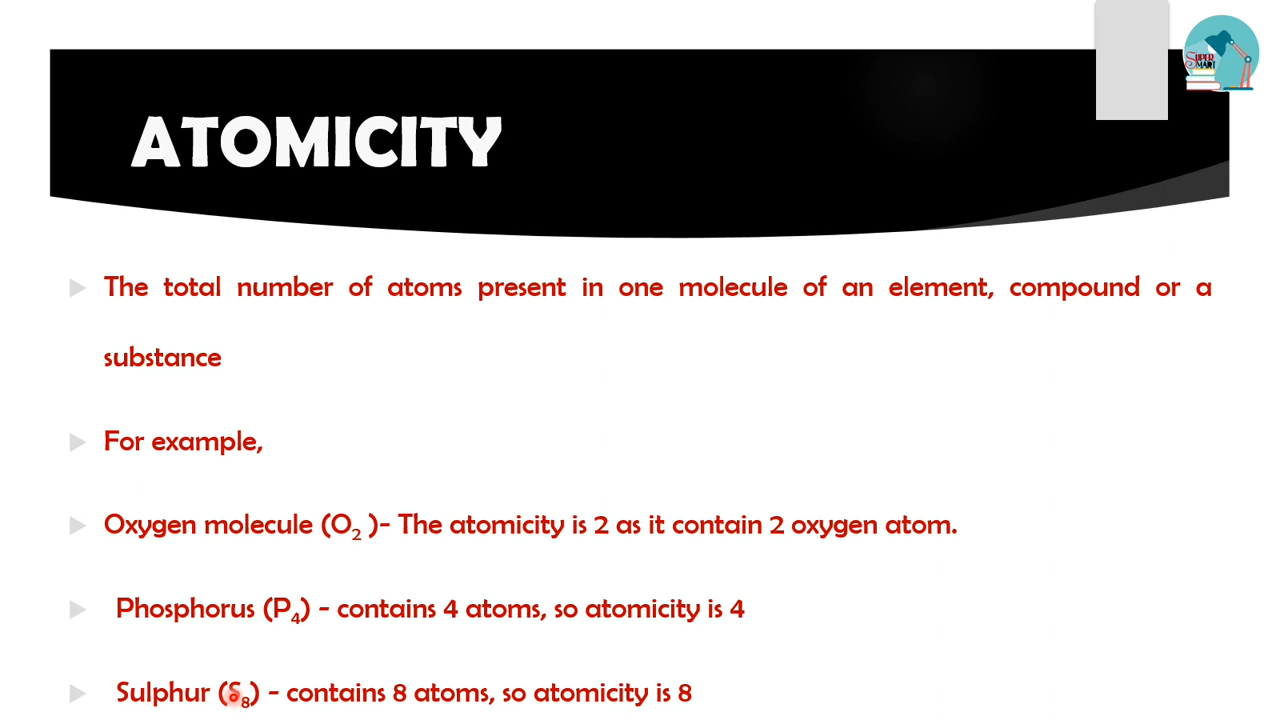 SUPER
SMART
ATOMICITY
The total number of atoms present in one molecule of an element, compound or a
substance
For example,
Oxygen molecule (O₂ )- The atomicity is 2 as it contain 2 oxygen atom.
Phosphorus (P₄) - contains 4 atoms, so atomicity is 4
Sulphur (S₈) - contains 8 atoms, so atomicity is 8